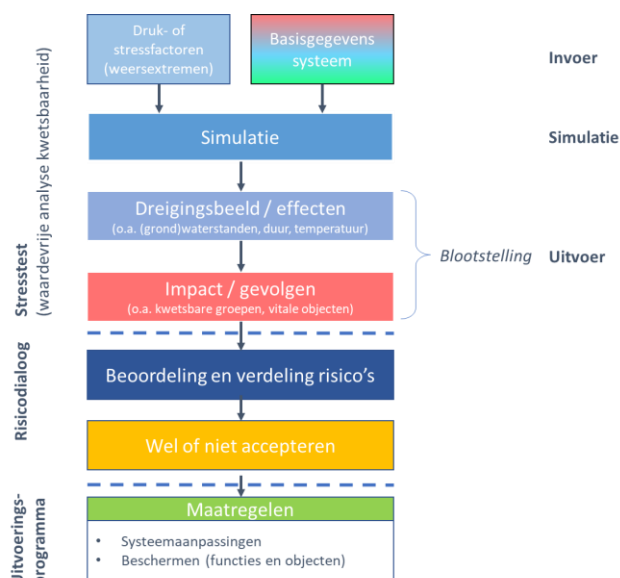 Druk- of
stressfactoren
(weersextremen)
Basisgegevens
systeem
Invoer
Simulatie
Simulatie
Dreigingsbeeld / effecten
(o.a. (grond)waterstanden, duur, temperatuur)
Blootstelling
Uitvoer
Impact / gevolgen
(o.a. kwetsbare groepen, vitale objecten)
Stresstest
(waardevrije analyse kwetsbaarheid)
Beoordeling en verdeling risico's
Wel of niet accepteren
Risicodialoog
Maatregelen
• Systeemaanpassingen
• Beschermen (functies en objecten)
Uitvoerings-
programma